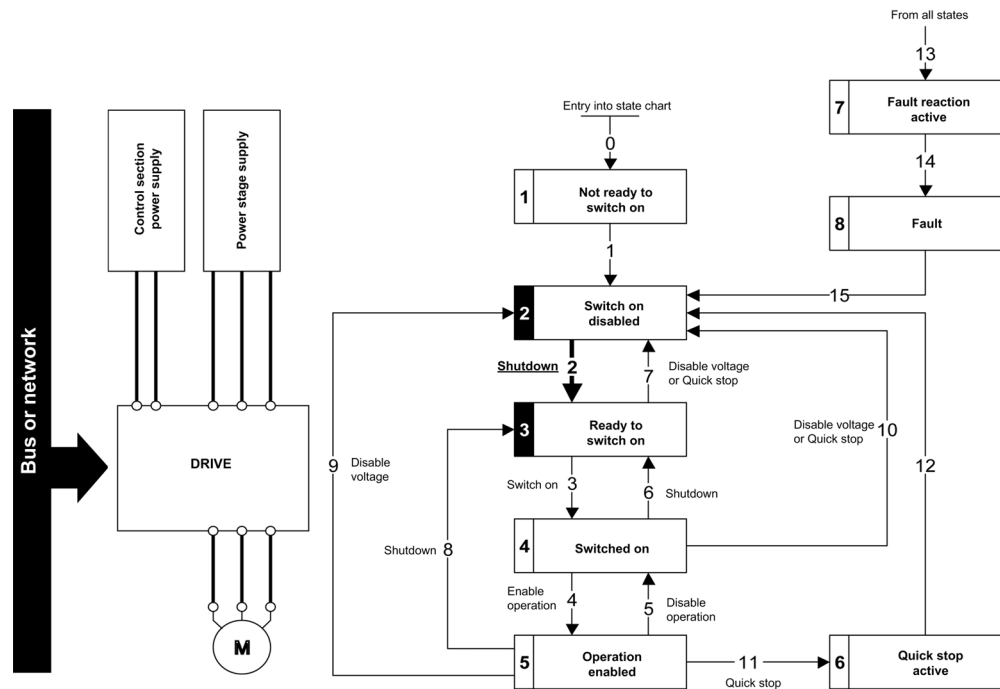 Bus or network
Control section
power supply
Power stage supply
DRIVE
M
From all states
13
7
Fault reaction
active
14
8
Fault
15
Entry into state chart
0
1
Not ready to
switch on
1
2
Switch on
disabled
Shutdown
2
7
Disable voltage
or Quick stop
3
Ready to
switch on
Switch on
3
6
Shutdown
4
Switched on
Enable
operation
4
5
Disable
operation
5
Operation
enabled
9
Disable
voltage
Shutdown
8
Disable voltage
or Quick stop
10
12
11
Quick stop
6
Quick stop
active